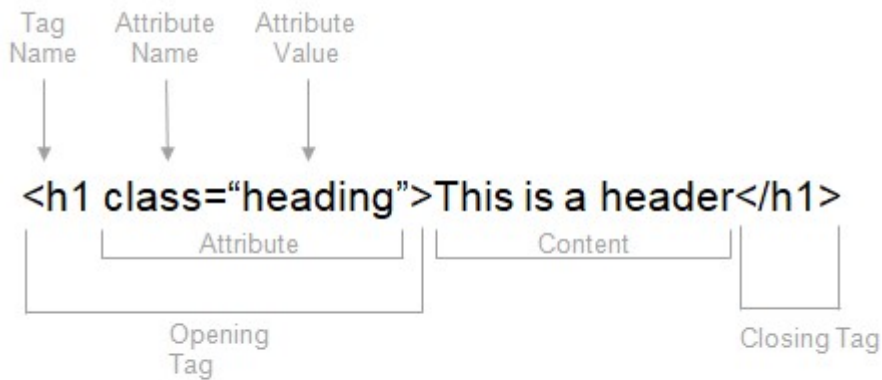 Tag Attribute Attribute
Name Name Value
<h1 class=“heading”>This is a header</h1>
Attribute Content
Opening Closing Tag
Tag